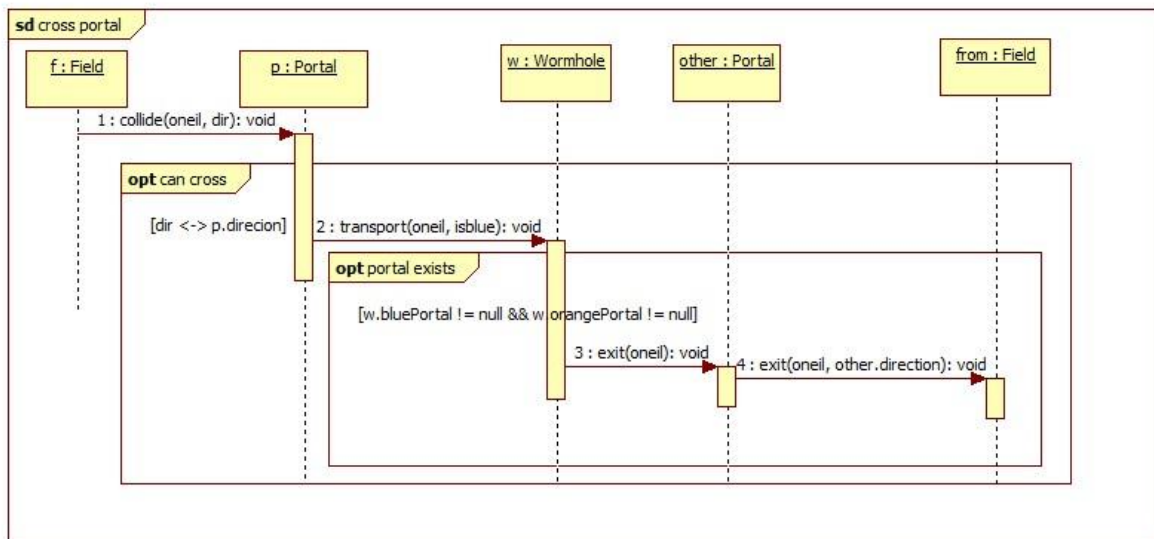 sd cross portal
f : Field
p : Portal
w : Wormhole
other : Portal
from : Field
1 : collide(oneil, dir): void
opt can cross
[dir <-> p.direcion]
2 : transport(oneil, isblue): void
opt portal exists
[w.bluePortal != null && w.orangePortal != null]
3 : exit(oneil): void
4 : exit(oneil, other.direction): void